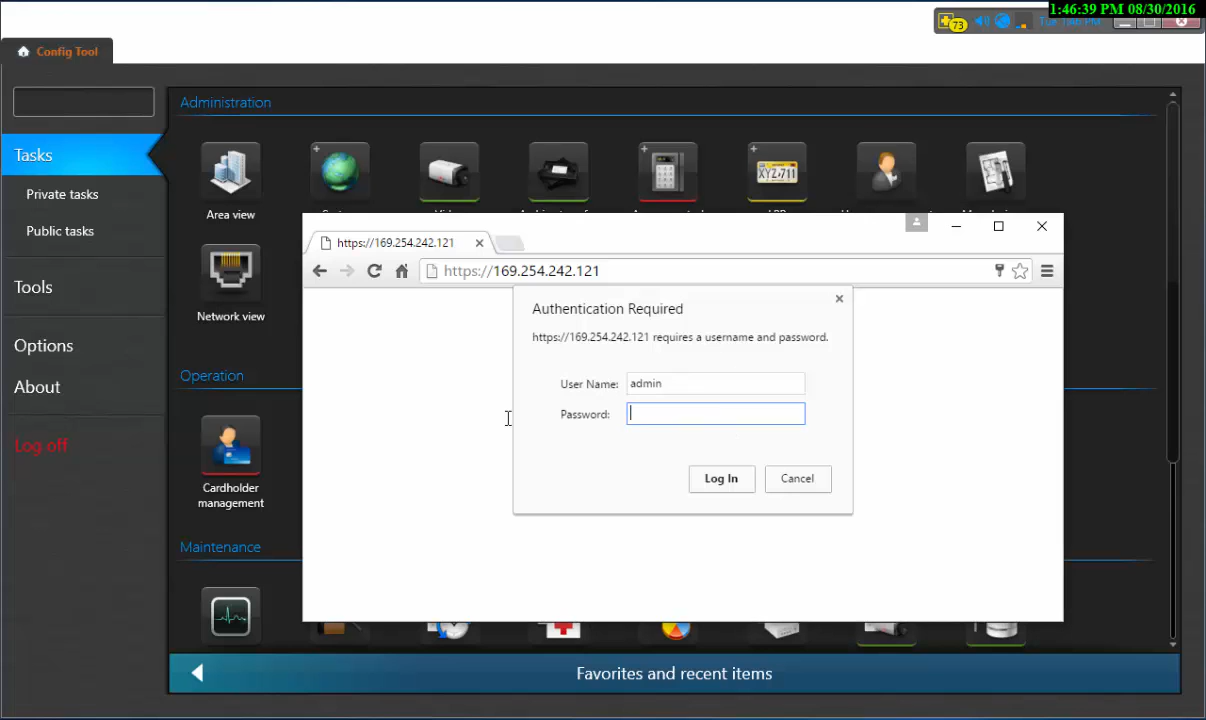 1:46:39 PM 08/30/2016
73
Config Tool
Administration
Tasks
XYZ·711
Private tasks
Area view
Public tasks
https://169.254.242.121
https://169.254.242.121
Tools
Authentication Required
Network view
https://169.254.242.121 requires a username and password.
Options
Operation
User Name: admin
About
Password:
Log off
Log In
Cancel
Cardholder
management
Maintenance
Favorites and recent items